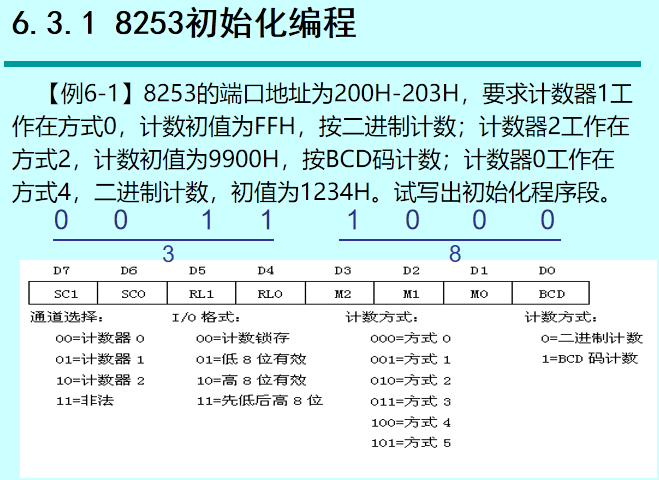 6.3.1 8253初始化编程
【例6-1】8253的端口地址为200H-203H，要求计数器1工
作在方式0，计数初值为FFH，按二进制计数；计数器2工作在
方式2，计数初值为9900H，按BCD码计数；计数器0工作在
方式4，二进制计数，初值为1234H。试写出初始化程序段。
0 0 1 1 1 0 0 0
3 8
D7 D6 D5 D4 D3 D2 D1 D0
SC1 SC0 RL1 RL0 M2 M1 M0 BCD
通道选择： I/O 格式： 计数方式： 计数方式：
00=计数器 0 00=计数锁存 000=方式 0 0=二进制计数
01=计数器 1 01=低 8 位有效 001=方式 1 1=BCD 码计数
10=计数器 2 10=高 8 位有效 010=方式 2
11=非法 11=先低后高 8 位 011=方式 3
100=方式 4
101=方式 5